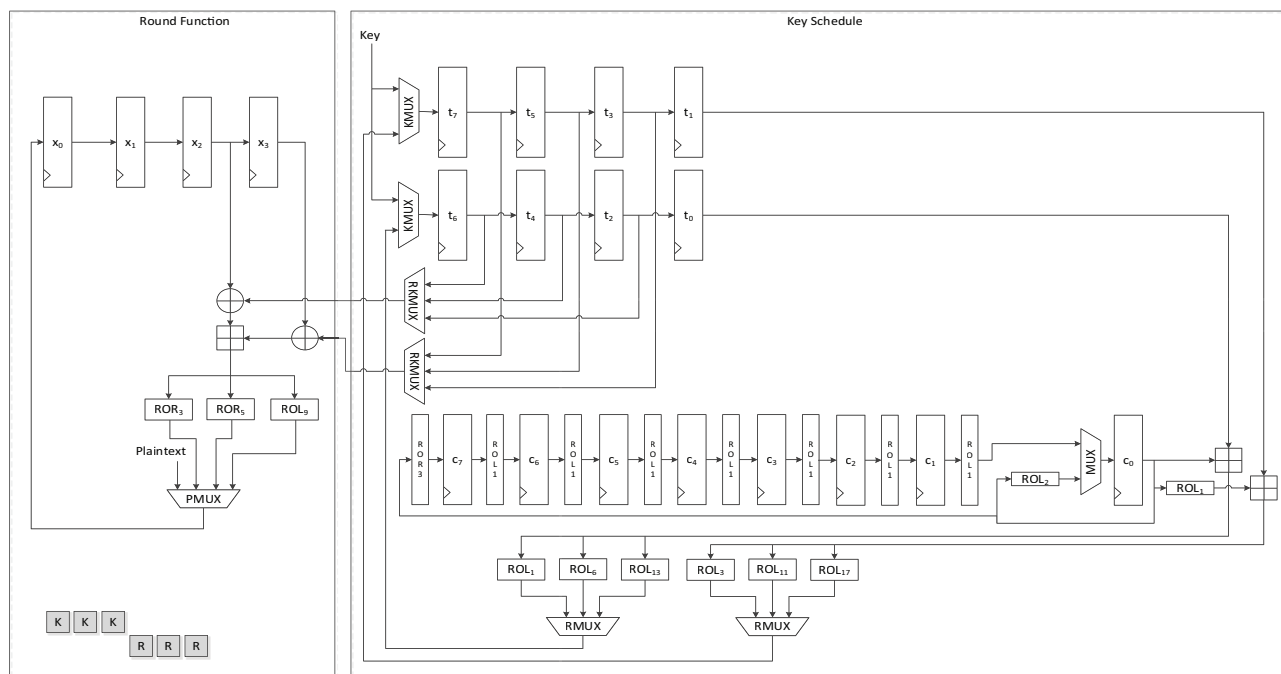 Round Function
Key Schedule
Key
KMUX
t₇
t₅
t₃
t₁
x₀
x₁
x₂
x₃
KMUX
t₆
t₄
t₂
t₀
RKMUX
RKMUX
ROR₃
ROR₅
ROL₉
Plaintext
PMUX
ROR3
c₇
ROL1
c₆
ROL1
c₅
ROL1
c₄
ROL1
c₃
ROL1
c₂
ROL1
c₁
ROL1
MUX
c₀
ROL₂
ROL₁
ROL₁
ROL₆
ROL₁₃
ROL₃
ROL₁₁
ROL₁₇
RMUX
RMUX
K K K
R R R